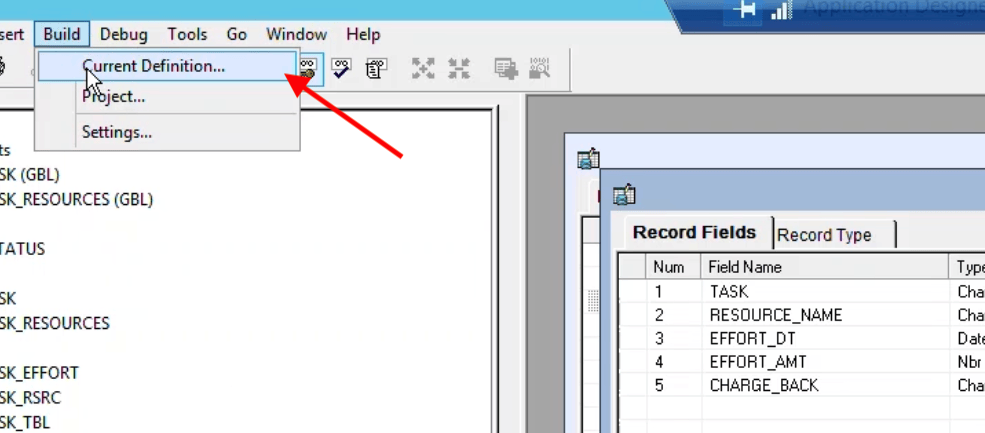 Application Designe
sert Build Debug Tools Go Window Help
Current Definition...
Project...
Settings...
ts
SK (GBL)
SK_RESOURCES (GBL)
TATUS
SK
SK_RESOURCES
SK_EFFORT
SK_RSRC
SK_TBL
Record Fields Record Type
Num Field Name Type
1 TASK Cha
2 RESOURCE_NAME Cha
3 EFFORT_DT Date
4 EFFORT_AMT Nbr
5 CHARGE_BACK Cha